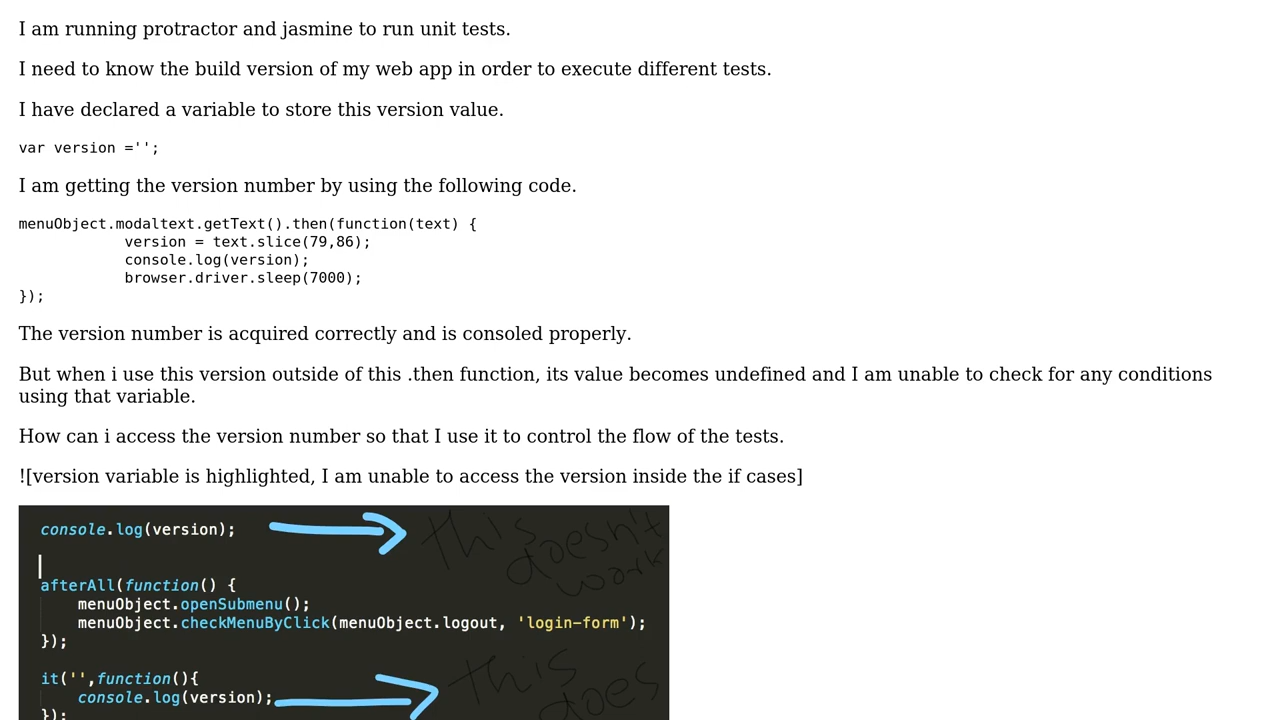 I am running protractor and jasmine to run unit tests.
I need to know the build version of my web app in order to execute different tests.
I have declared a variable to store this version value.
var version ='';
I am getting the version number by using the following code.
menuObject.modaltext.getText().then(function(text) {
version = text.slice(79,86);
console.log(version);
browser.driver.sleep(7000);
});
The version number is acquired correctly and is consoled properly.
But when i use this version outside of this .then function, its value becomes undefined and I am unable to check for any conditions
using that variable.
How can i access the version number so that I use it to control the flow of the tests.
![version variable is highlighted, I am unable to access the version inside the if cases]
console.log(version);
this
doesn't
work
afterAll(function() {
menuObject.openSubmenu();
menuObject.checkMenuByClick(menuObject.logout, 'login-form');
});
it('',function(){
console.log(version);
});
this
does